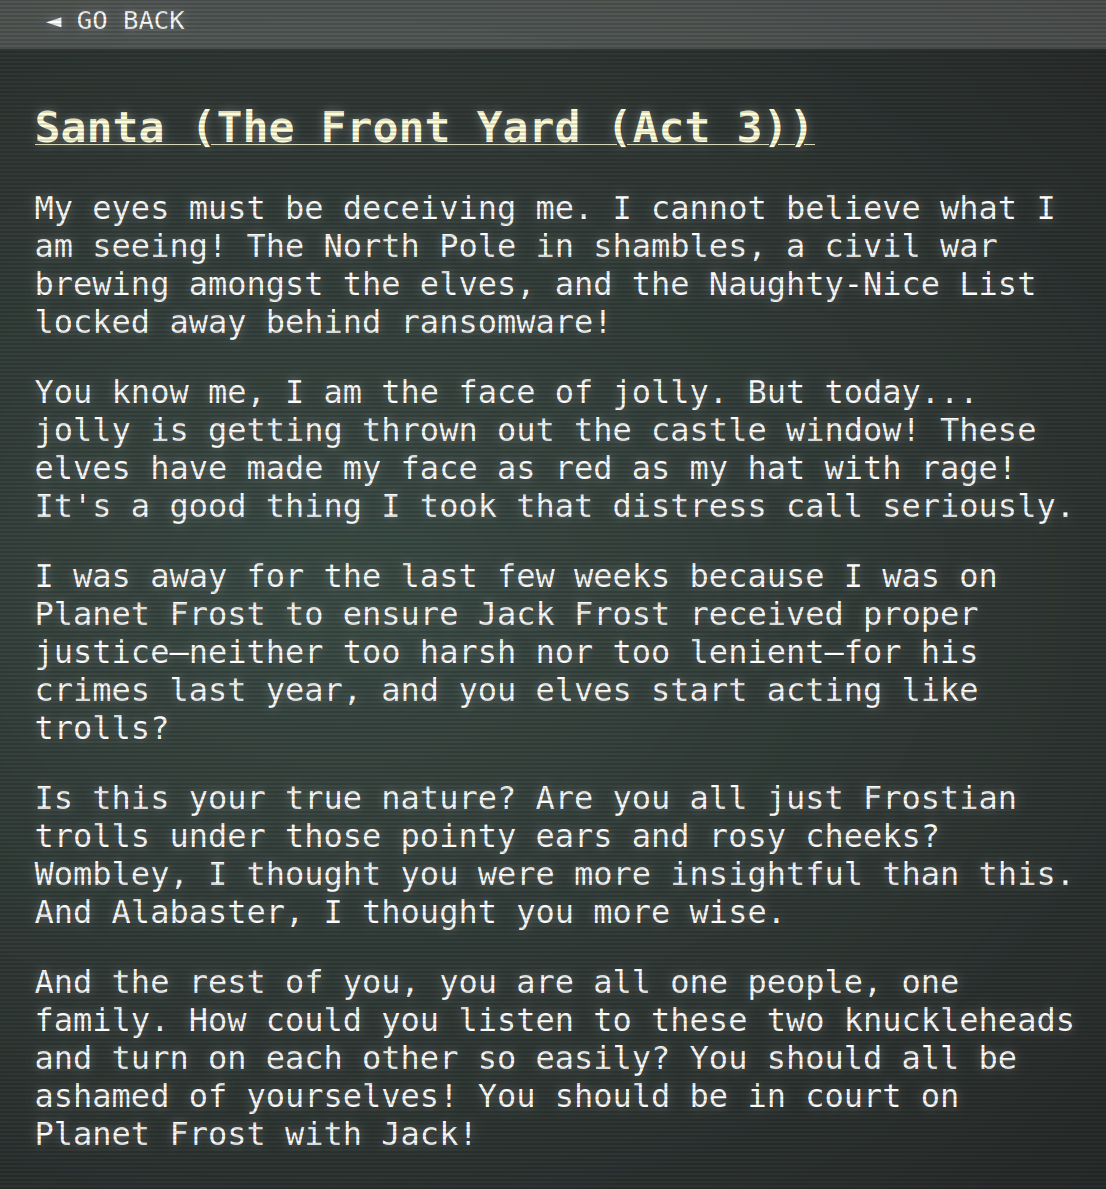 ◄ GO BACK
Santa (The Front Yard (Act 3))
My eyes must be deceiving me. I cannot believe what I
am seeing! The North Pole in shambles, a civil war
brewing amongst the elves, and the Naughty-Nice List
locked away behind ransomware!
You know me, I am the face of jolly. But today...
jolly is getting thrown out the castle window! These
elves have made my face as red as my hat with rage!
It's a good thing I took that distress call seriously.
I was away for the last few weeks because I was on
Planet Frost to ensure Jack Frost received proper
justice—neither too harsh nor too lenient—for his
crimes last year, and you elves start acting like
trolls?
Is this your true nature? Are you all just Frostian
trolls under those pointy ears and rosy cheeks?
Wombley, I thought you were more insightful than this.
And Alabaster, I thought you more wise.
And the rest of you, you are all one people, one
family. How could you listen to these two knuckleheads
and turn on each other so easily? You should all be
ashamed of yourselves! You should be in court on
Planet Frost with Jack!